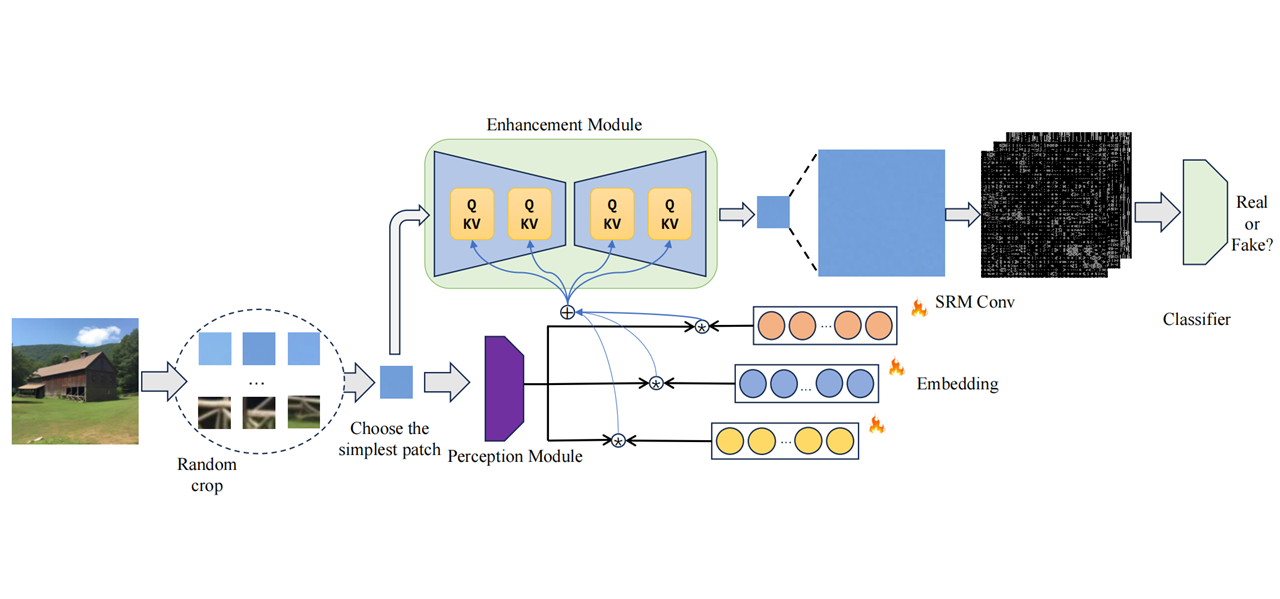 Enhancement Module
Q
KV
Q
KV
Q
KV
Q
KV
Real
or
Fake?
SRM Conv
Classifier
...
Embedding
...
Choose the
simplest patch
Perception Module
...
...
Random
crop